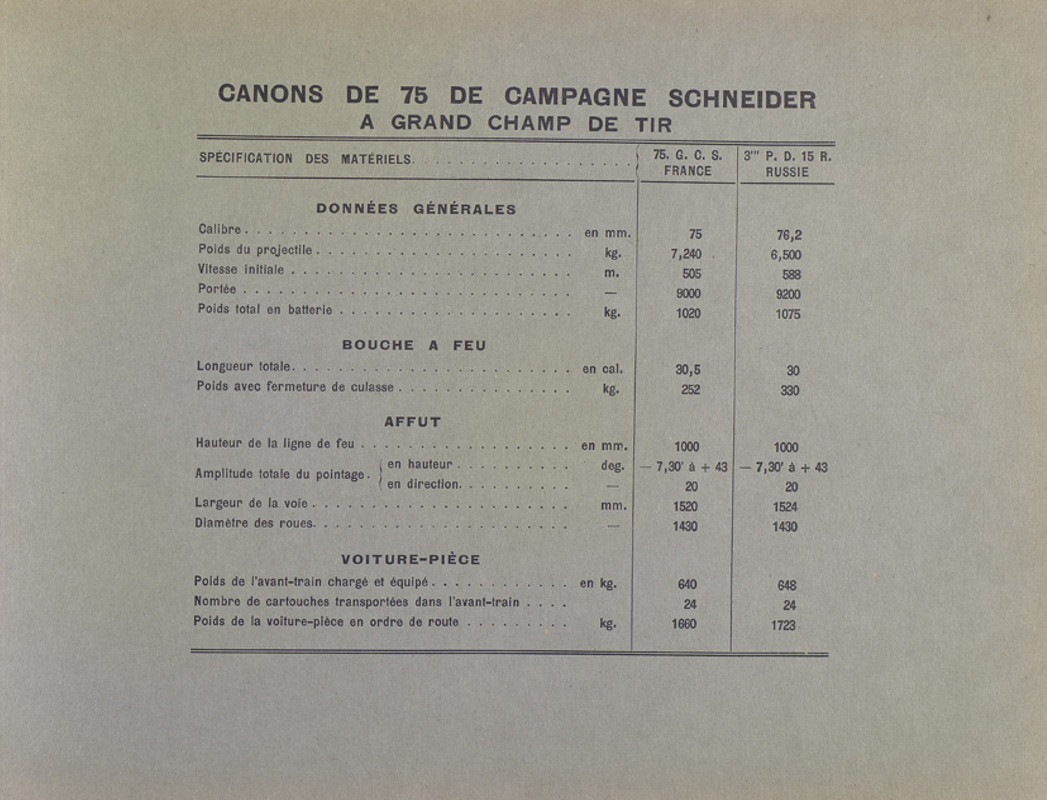 CANONS DE 75 DE CAMPAGNE SCHNEIDER
A GRAND CHAMP DE TIR
SPÉCIFICATION DES MATÉRIELS. . . . . . . . . . . . . . . . . . . 75. G. C. S. FRANCE 3''' P. D. 15 R. RUSSIE
DONNÉES GÉNÉRALES
Calibre . . . . . . . . . . . . . . . . . . . . . . . . . . . . en mm. 75 76,2
Poids du projectile . . . . . . . . . . . . . . . . . . . . . . kg. 7,240 6,500
Vitesse initiale . . . . . . . . . . . . . . . . . . . . . . . . m. 505 588
Portée . . . . . . . . . . . . . . . . . . . . . . . . . . . . — 9000 9200
Poids total en batterie . . . . . . . . . . . . . . . . . . . . kg. 1020 1075
BOUCHE A FEU
Longueur totale. . . . . . . . . . . . . . . . . . . . . . . . en cal. 30,5 30
Poids avec fermeture de culasse . . . . . . . . . . . . . . . kg. 252 330
AFFUT
Hauteur de la ligne de feu . . . . . . . . . . . . . . . . . . en mm. 1000 1000
Amplitude totale du pointage. en hauteur . . . . . . . . . . deg. — 7,30' à + 43 — 7,30' à + 43
en direction. . . . . . . . . . — 20 20
Largeur de la voie . . . . . . . . . . . . . . . . . . . . . . mm. 1520 1524
Diamètre des roues. . . . . . . . . . . . . . . . . . . . . . — 1430 1430
VOITURE-PIÈCE
Poids de l'avant-train chargé et équipé . . . . . . . . . . . . en kg. 640 648
Nombre de cartouches transportées dans l'avant-train . . . . 24 24
Poids de la voiture-pièce en ordre de route . . . . . . . . . kg. 1660 1723